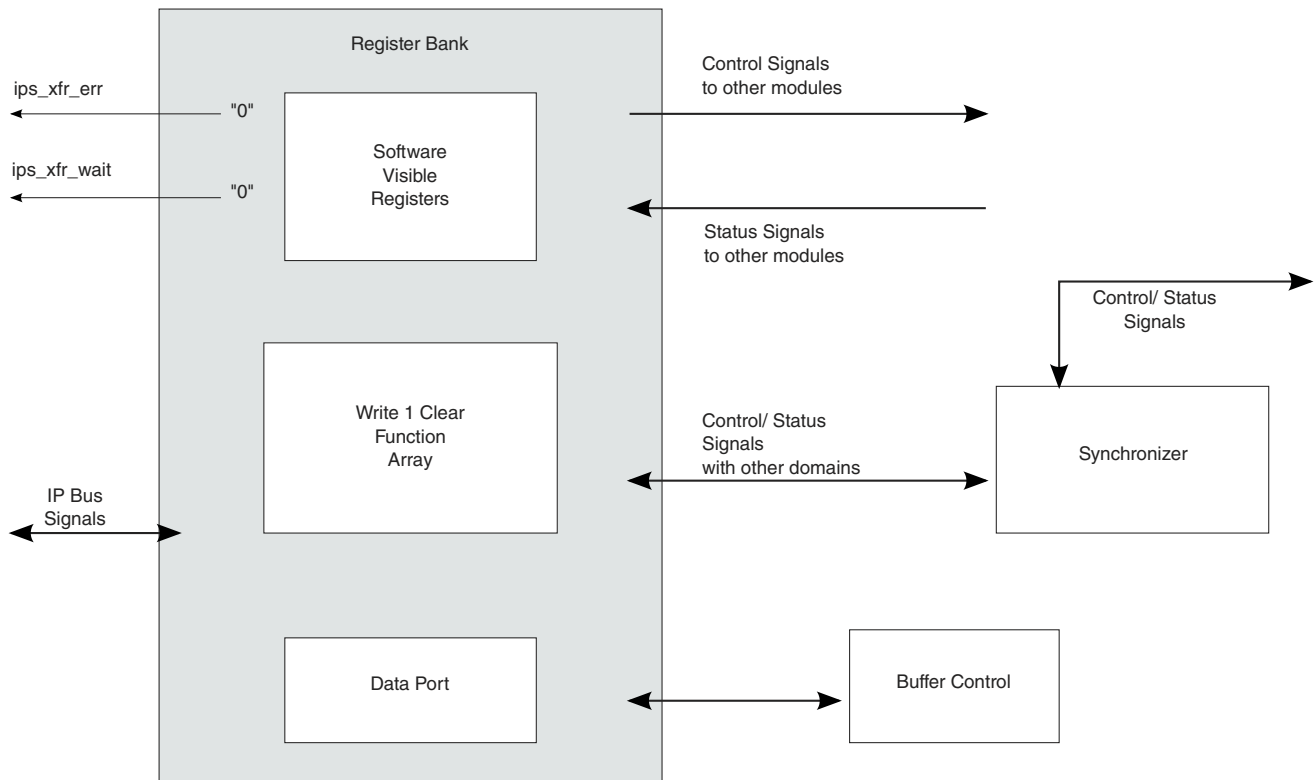 Register Bank
ips_xfr_err
"0"
Control Signals
to other modules
Software
Visible
Registers
ips_xfr_wait
"0"
Status Signals
to other modules
Control/ Status
Signals
Write 1 Clear
Function
Array
Control/ Status
Signals
with other domains
Synchronizer
IP Bus
Signals
Data Port
Buffer Control